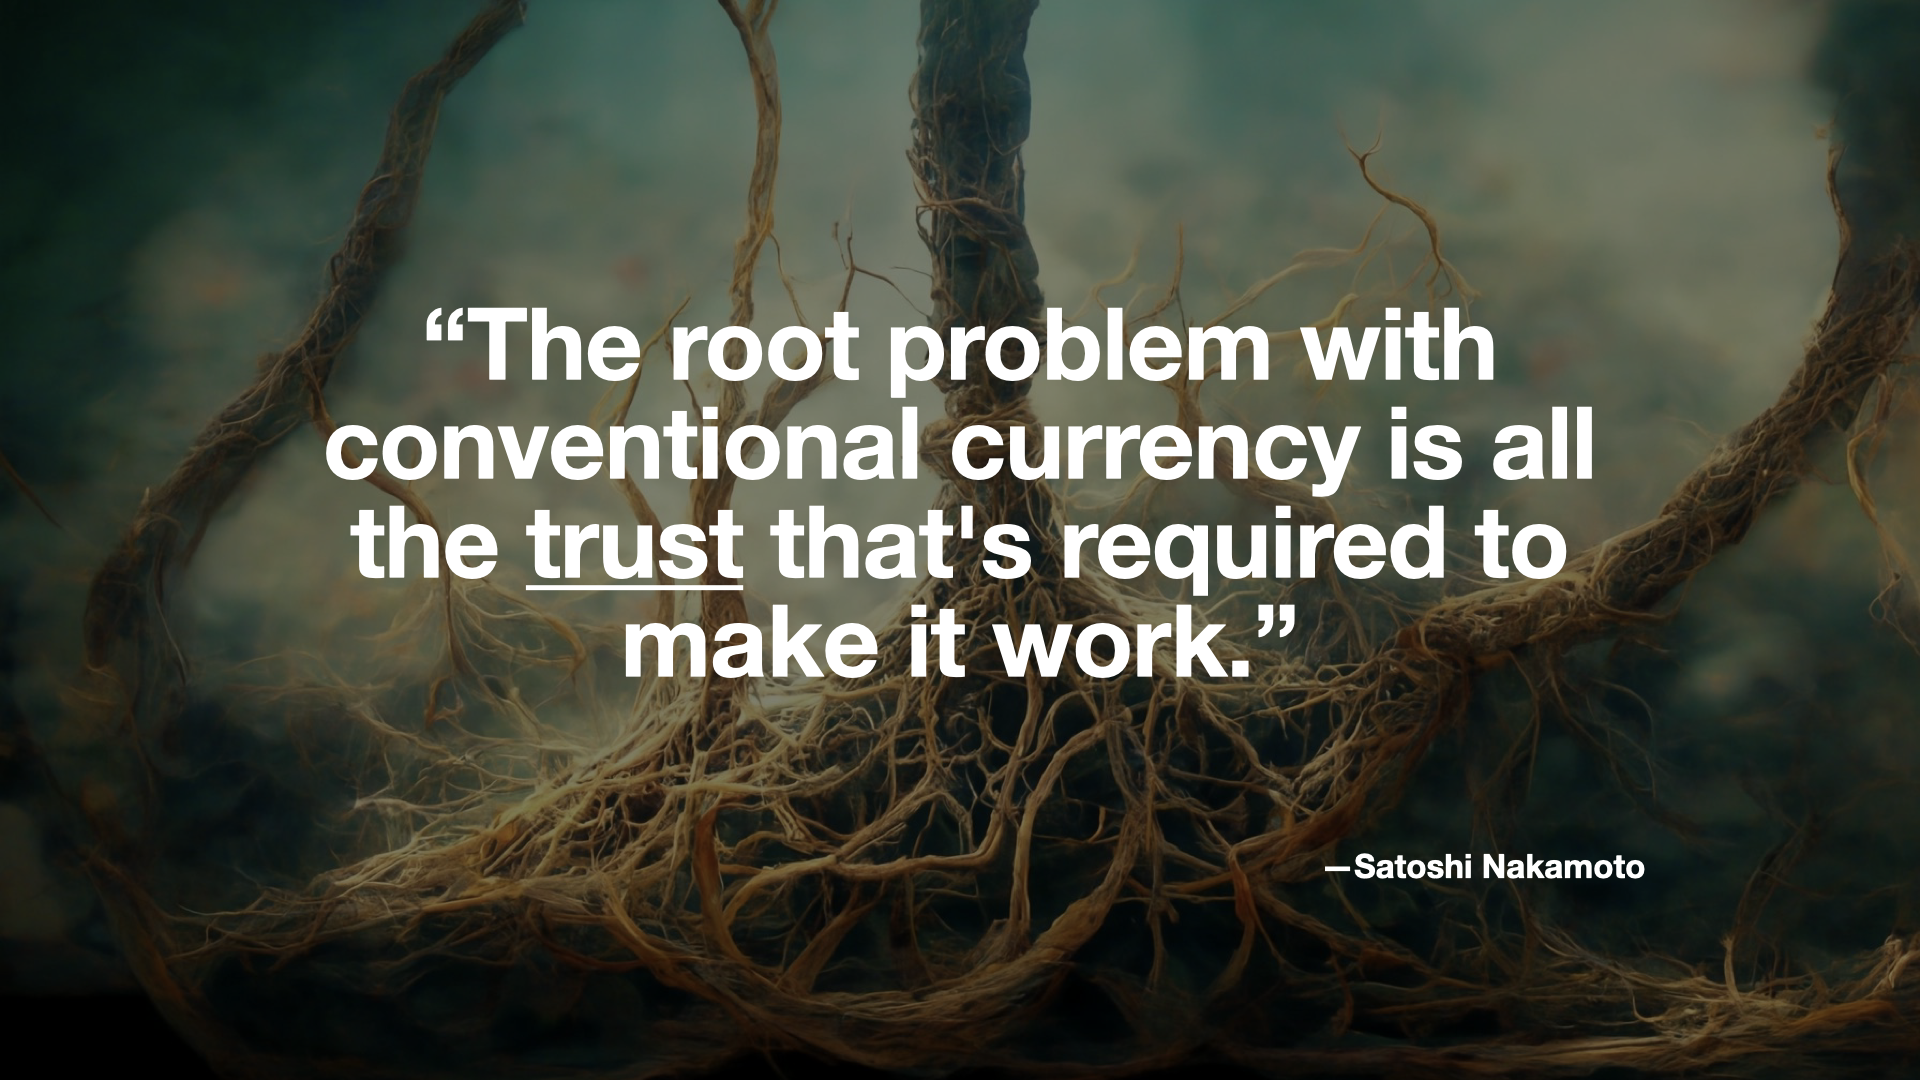 “The root problem with
conventional currency is all
the trust that's required to
make it work.”
—Satoshi Nakamoto